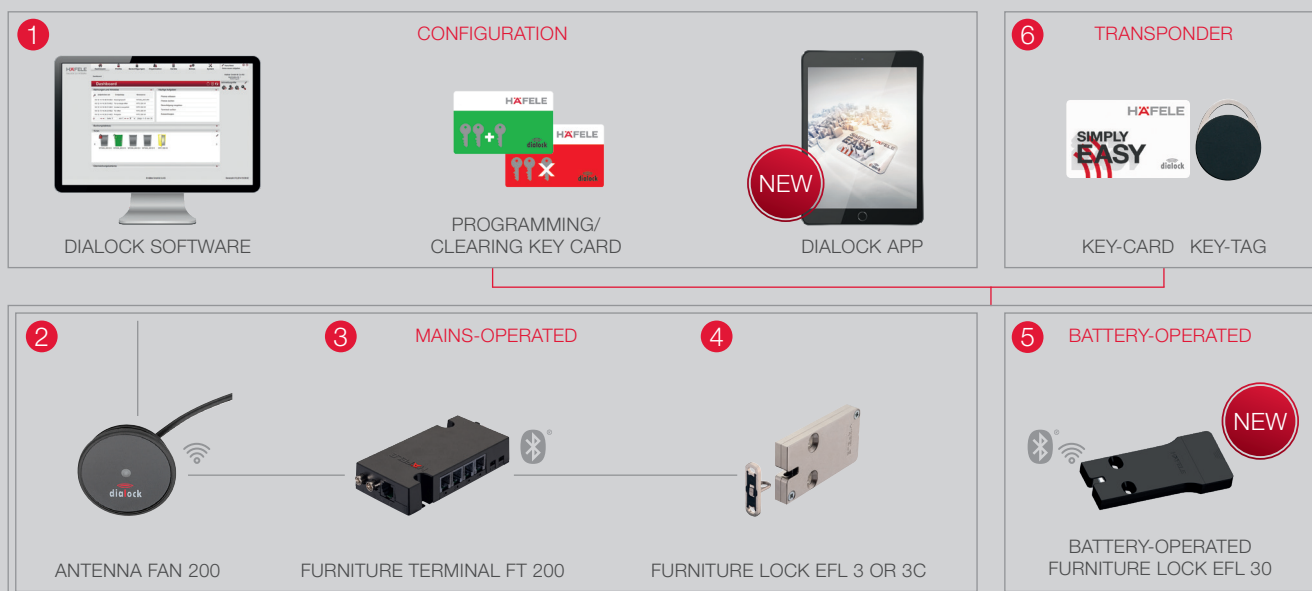 1
CONFIGURATION
HÄFELE
Dashboard
HÄFELE
dialock
HÄFELE
dialock
NEW
DIALOCK SOFTWARE
PROGRAMMING/
CLEARING KEY CARD
DIALOCK APP
6
TRANSPONDER
HÄFELE
SIMPLY
EASY
dialock
KEY-CARD KEY-TAG
2
3
MAINS-OPERATED
4
dialock
ANTENNA FAN 200
FURNITURE TERMINAL FT 200
FURNITURE LOCK EFL 3 OR 3C
5
BATTERY-OPERATED
NEW
BATTERY-OPERATED
FURNITURE LOCK EFL 30